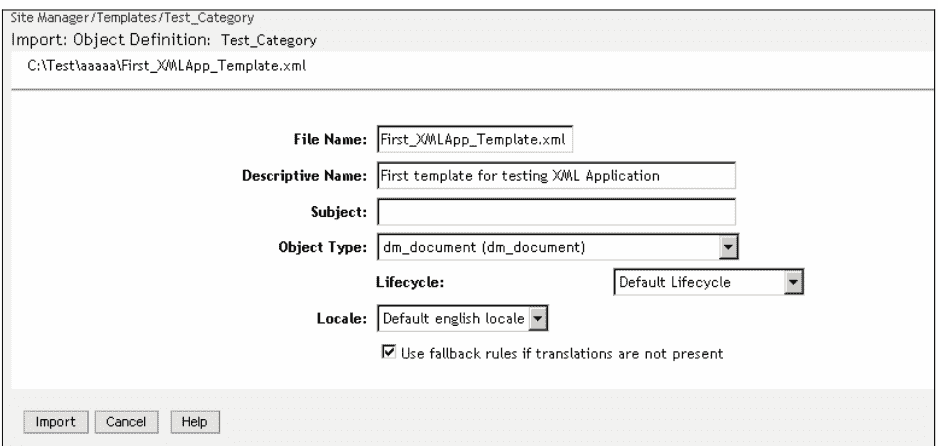 Site Manager/Templates/Test_Category
Import: Object Definition: Test_Category
C:\Test\aaaaa\First_XMLApp_Template.xml
File Name: First_XMLApp_Template.xml
Descriptive Name: First template for testing XML Application
Subject:
Object Type: dm_document (dm_document)
Lifecycle: Default Lifecycle
Locale: Default english locale
Use fallback rules if translations are not present
Import Cancel Help